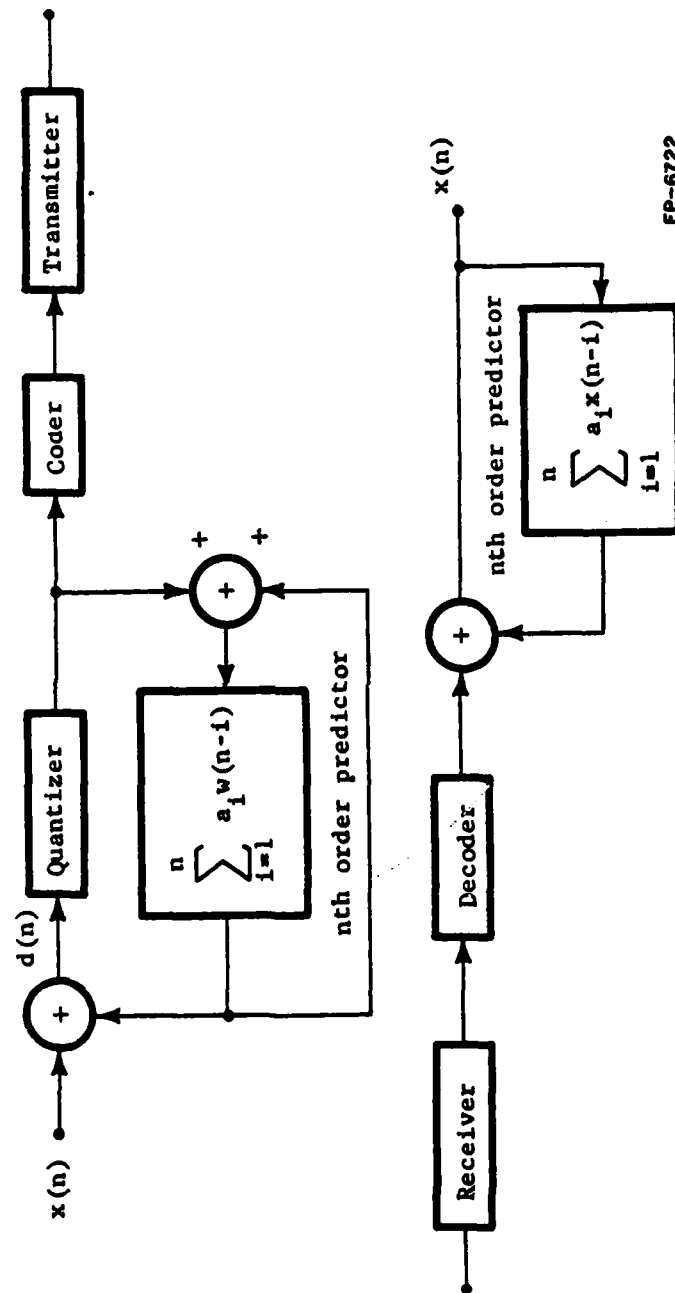 x(n)
+
d(n)
Quantizer
Coder
Transmitter
+
+
+
n
∑ a_i w(n-i)
i=1
nth order predictor
Receiver
Decoder
+
x(n)
nth order predictor
n
∑ a_i x(n-i)
i=1
FP-6722